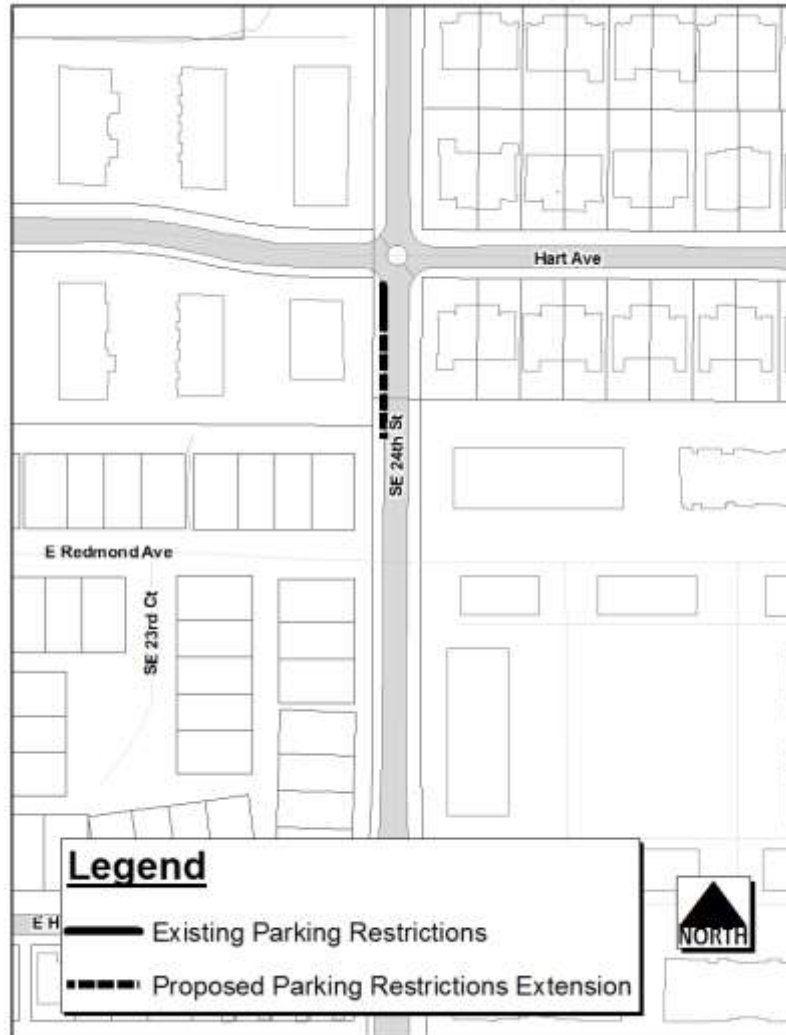 Hart Ave
SE 24th St
E Redmond Ave
SE 23rd Ct
Legend
E H
Existing Parking Restrictions
NORTH
Proposed Parking Restrictions Extension